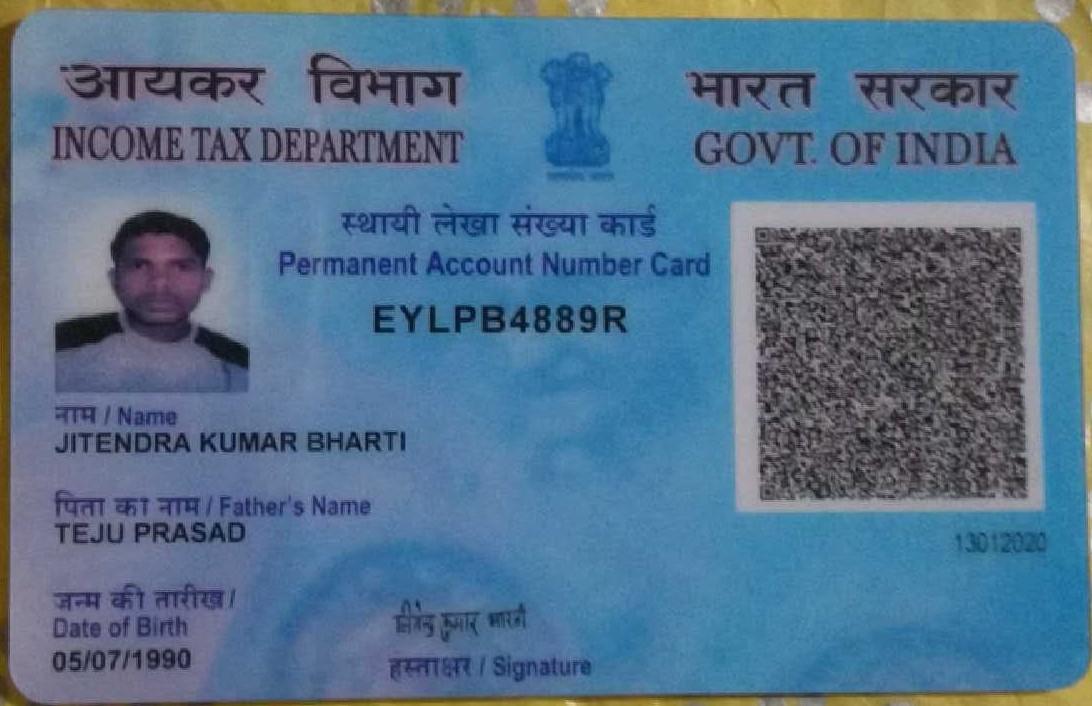 आयकर विभाग
INCOME TAX DEPARTMENT
भारत सरकार
GOVT. OF INDIA
स्थायी लेखा संख्या कार्ड
Permanent Account Number Card
EYLPB4889R
नाम / Name
JITENDRA KUMAR BHARTI
पिता का नाम / Father's Name
TEJU PRASAD
13012020
जन्म की तारीख /
Date of Birth
05/07/1990
कुमार भारती
हस्ताक्षर / Signature